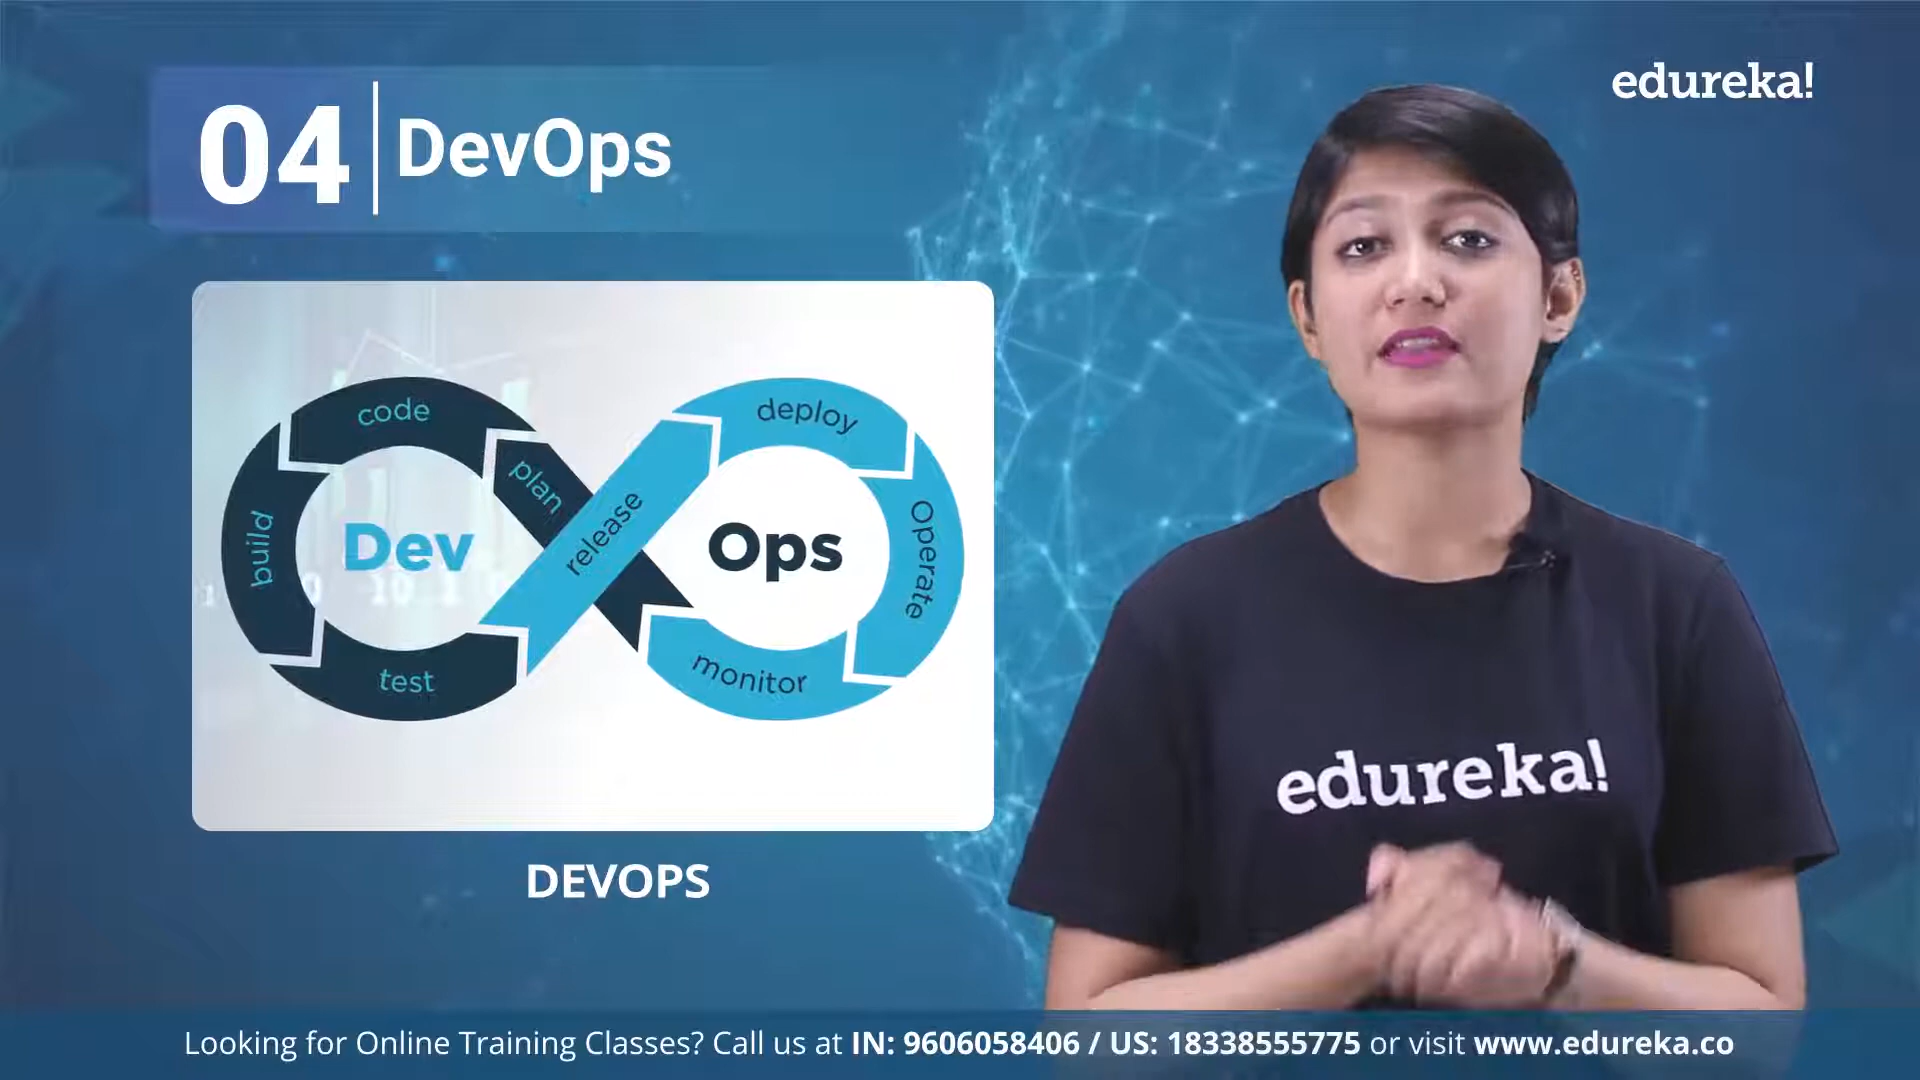 edureka!
04 DevOps
code
deploy
plan
release
build
Dev
Ops
Operate
test
monitor
edureka!
DEVOPS
Looking for Online Training Classes? Call us at IN: 9606058406 / US: 18338555775 or visit www.edureka.co